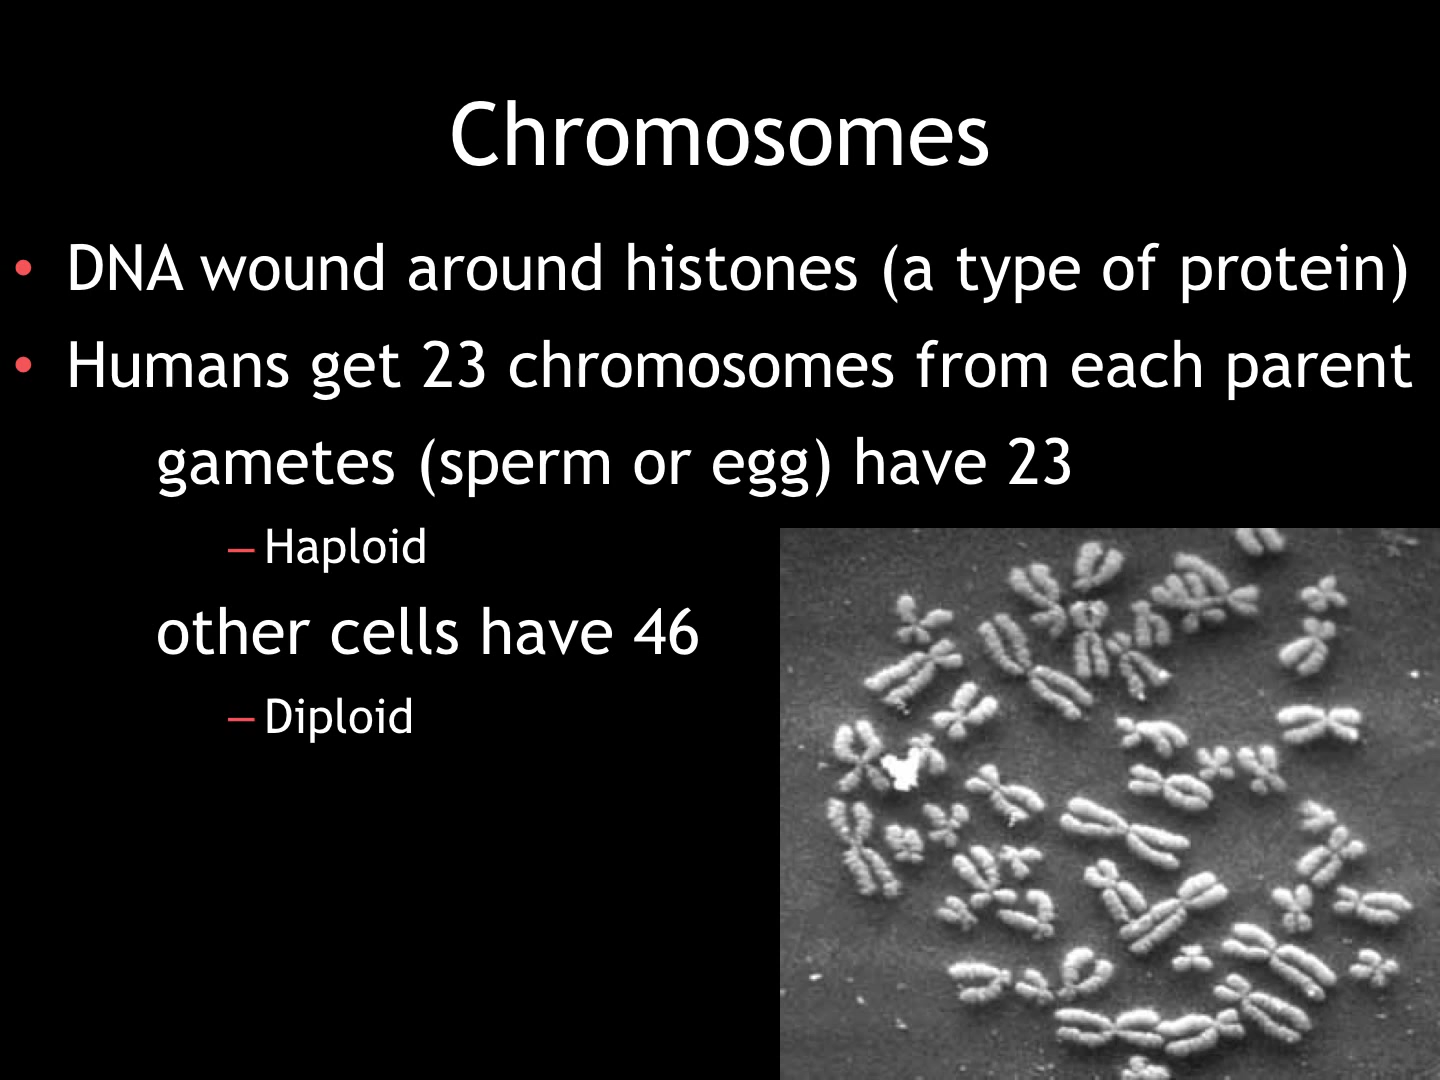 Chromosomes
• DNA wound around histones (a type of protein)
• Humans get 23 chromosomes from each parent
gametes (sperm or egg) have 23
– Haploid
other cells have 46
– Diploid